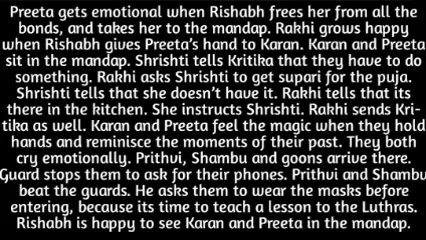 Preeta gets emotional when Rishabh frees her from all the
bonds, and takes her to the mandap. Rakhi grows happy
when Rishabh gives Preeta's hand to Karan. Karan and Preeta
sit in the mandap. Shrishti tells Kritika that they have to do
something. Rakhi asks Shrishti to get supari for the puja.
Shrishti tells that she doesn't have it. Rakhi tells that its
there in the kitchen. She instructs Shrishti. Rakhi sends Kri-
tika as well. Karan and Preeta feel the magic when they hold
hands and reminisce the moments of their past. They both
cry emotionally. Prithvi, Shambu and goons arrive there.
Guard stops them to ask for their phones. Prithvi and Shambu
beat the guards. He asks them to wear the masks before
entering, because its time to teach a lesson to the Luthras.
Rishabh is happy to see Karan and Preeta in the mandap.